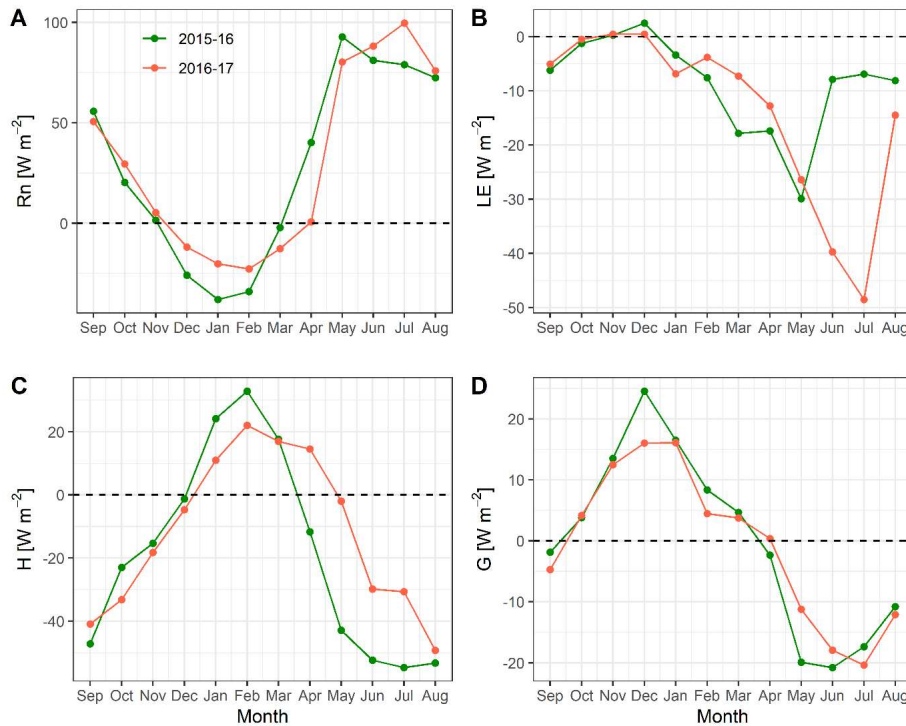 A
100
50
0
Rn [W m⁻²]
2015-16
2016-17
Sep Oct Nov Dec Jan Feb Mar Apr May Jun Jul Aug
B
0
-10
-20
-30
-40
-50
LE [W m⁻²]
Sep Oct Nov Dec Jan Feb Mar Apr May Jun Jul Aug
C
20
0
-20
-40
H [W m⁻²]
Sep Oct Nov Dec Jan Feb Mar Apr May Jun Jul Aug
Month
D
20
10
0
-10
-20
G [W m⁻²]
Sep Oct Nov Dec Jan Feb Mar Apr May Jun Jul Aug
Month